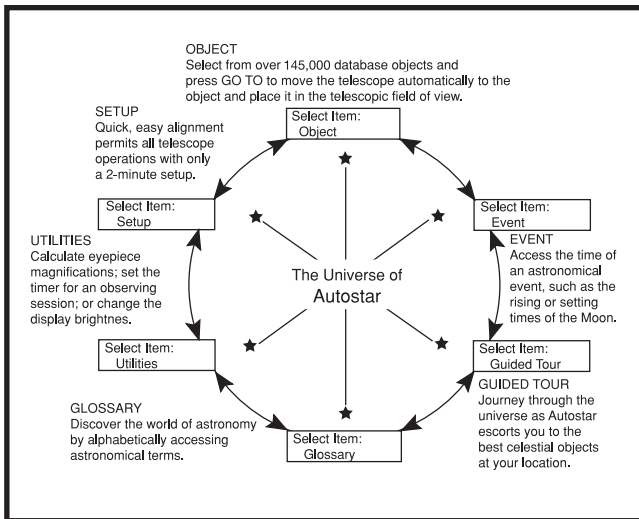 OBJECT
Select from over 145,000 database objects and
press GO TO to move the telescope automatically to the
object and place it in the telescopic field of view.
Select Item:
Object
SETUP
Quick, easy alignment
permits all telescope
operations with only
a 2-minute setup.
Select Item:
Setup
Select Item:
Event
EVENT
Access the time of
an astronomical
event, such as the
rising or setting
times of the Moon.
UTILITIES
Calculate eyepiece
magnifications; set the
timer for an observing
session; or change the
display brightnes.
The Universe of
Autostar
Select Item:
Utilities
Select Item:
Guided Tour
GUIDED TOUR
Journey through the
universe as Autostar
escorts you to the
best celestial objects
at your location.
GLOSSARY
Discover the world of astronomy
by alphabetically accessing
astronomical terms.
Select Item:
Glossary